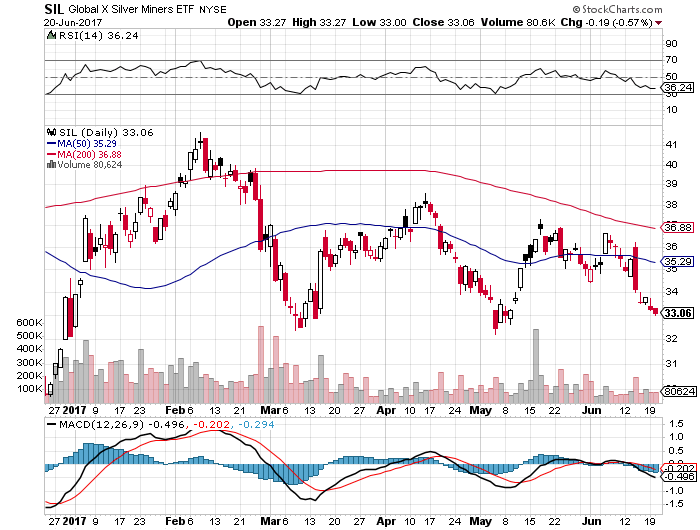 SIL Global X Silver Miners ETF NYSE © StockCharts.com
20-Jun-2017 Open 33.27 High 33.27 Low 33.00 Close 33.06 Volume 80.6K Chg -0.19 (-0.57%)
RSI(14) 36.24
90
70
50
36.24
30
10
SIL (Daily) 33.06
MA(50) 35.29
MA(200) 36.88
Volume 80,624
41
40
39
38
37
36.88
36
35.29
35
34
33.06
32
31
30
600K
500K
400K
300K
200K
100K
80624
27 2017 9 17 23 Feb 6 13 21 Mar 6 13 20 27 Apr 10 17 24 May 8 15 22 Jun 12 19
MACD(12,26,9) -0.496, -0.202, -0.294
1.5
1.0
0.5
0.0
-0.202
-0.496
-1.0
-1.5
27 2017 9 17 23 Feb 6 13 21 Mar 6 13 20 27 Apr 10 17 24 May 8 15 22 Jun 12 19